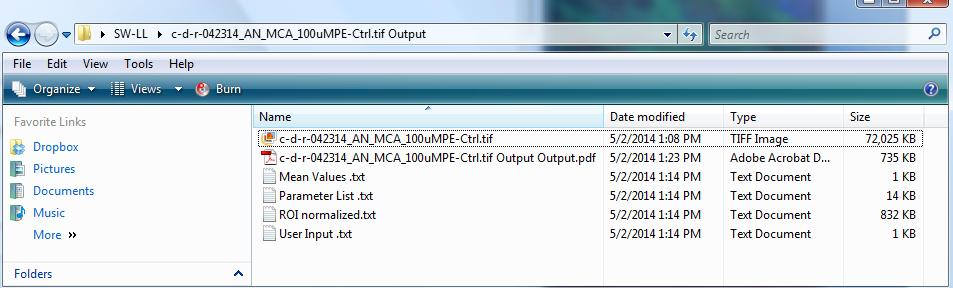 SW-LL c-d-r-042314_AN_MCA_100uMPE-Ctrl.tif Output Search
File Edit View Tools Help
Organize Views Burn
Favorite Links
Dropbox
Pictures
Documents
Music
More »
Folders
Name Date modified Type Size
c-d-r-042314_AN_MCA_100uMPE-Ctrl.tif 5/2/2014 1:08 PM TIFF Image 72,025 KB
c-d-r-042314_AN_MCA_100uMPE-Ctrl.tif Output Output.pdf 5/2/2014 1:23 PM Adobe Acrobat D... 735 KB
Mean Values .txt 5/2/2014 1:14 PM Text Document 1 KB
Parameter List .txt 5/2/2014 1:14 PM Text Document 14 KB
ROI normalized.txt 5/2/2014 1:14 PM Text Document 832 KB
User Input .txt 5/2/2014 1:14 PM Text Document 1 KB